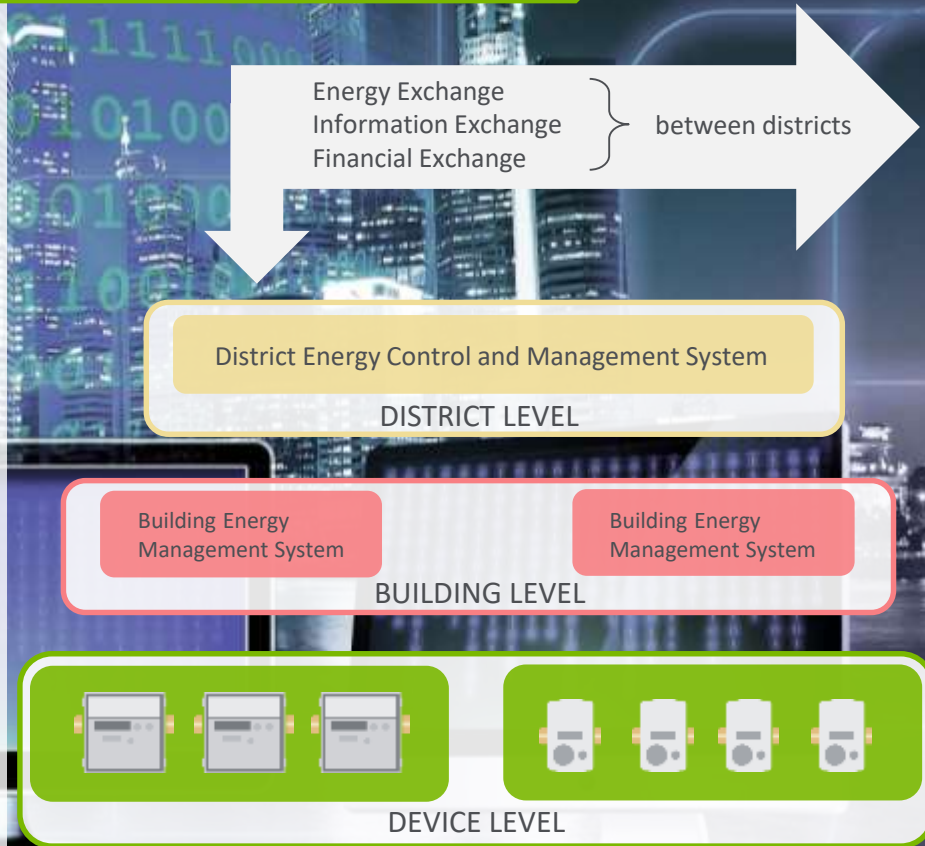 Energy Exchange
Information Exchange
Financial Exchange
between districts
District Energy Control and Management System
DISTRICT LEVEL
Building Energy
Management System
Building Energy
Management System
BUILDING LEVEL
DEVICE LEVEL